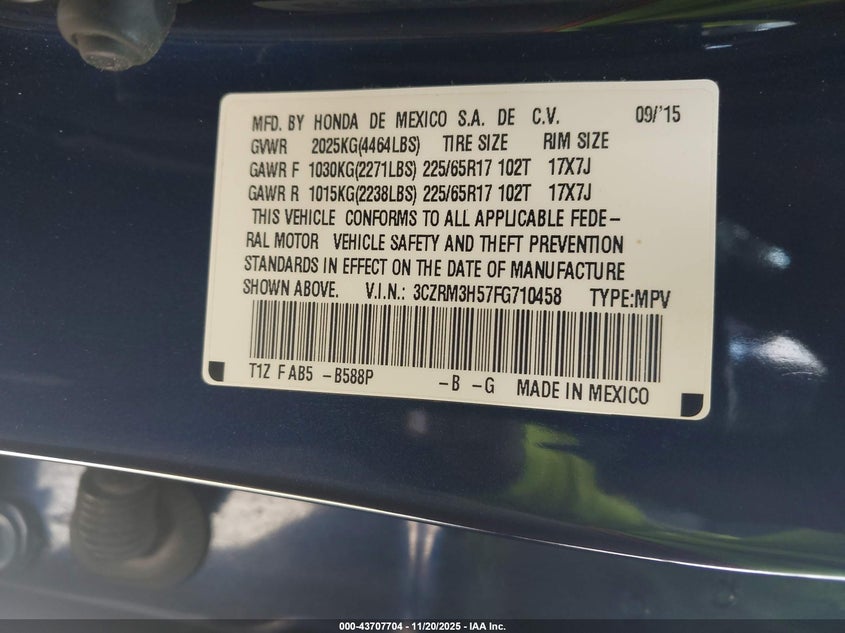 MFD. BY HONDA DE MEXICO S.A. DE C.V. 09/'15
GVWR 2025KG(4464LBS) TIRE SIZE RIM SIZE
GAWR F 1030KG(2271LBS) 225/65R17 102T 17X7J
GAWR R 1015KG(2238LBS) 225/65R17 102T 17X7J
THIS VEHICLE CONFORMS TO ALL APPLICABLE FEDE-
RAL MOTOR VEHICLE SAFETY AND THEFT PREVENTION
STANDARDS IN EFFECT ON THE DATE OF MANUFACTURE
SHOWN ABOVE. V.I.N.: 3CZRM3H57FG710458 TYPE:MPV
T1Z F AB5 -B588P -B -G MADE IN MEXICO
000-43707704 - 11/20/2025 - IAA Inc.